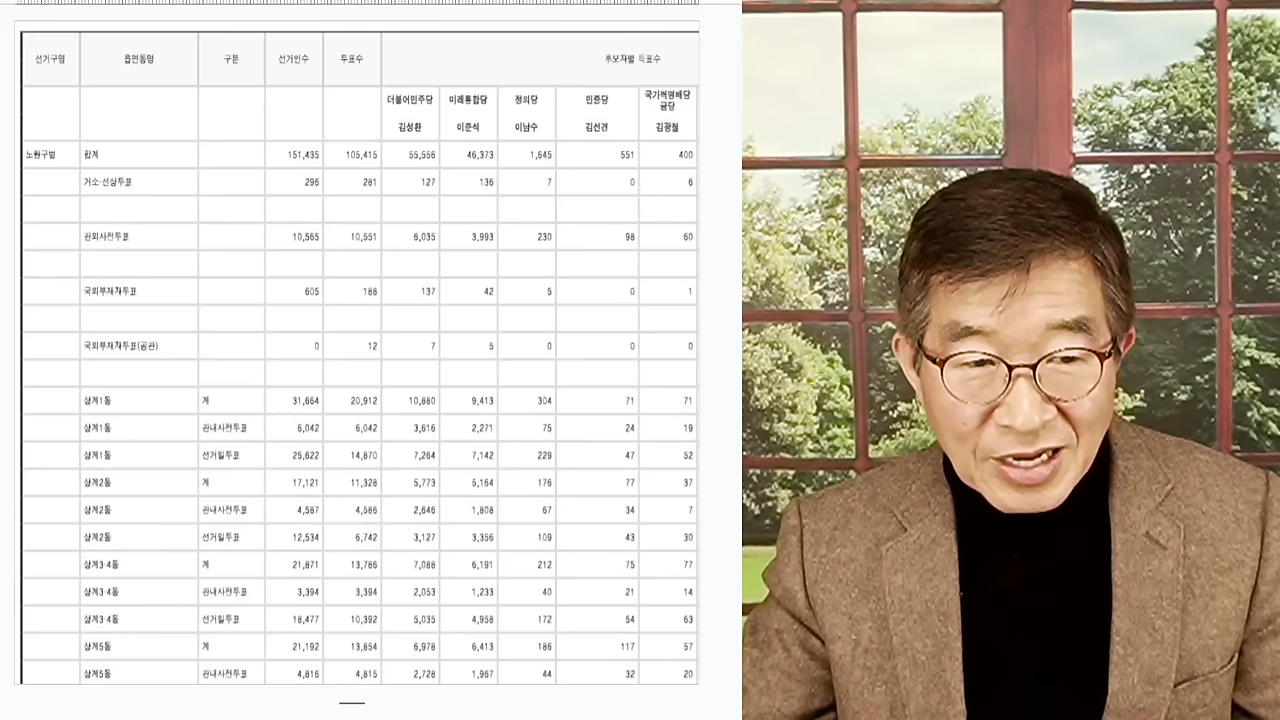 선거구명 읍면동명 구분 선거인수 투표수 후보자별 득표수
더불어민주당 미래통합당 정의당 민중당 국가혁명배당금당
김성환 이준석 이남수 김선경 김광철
노원구병 합계 151,435 105,415 55,556 46,373 1,645 551 400
거소·선상투표 296 281 127 136 7 0 6
관외사전투표 10,565 10,551 6,035 3,993 230 98 60
국외부재자투표 605 188 137 42 5 0 1
국외부재자투표(공관) 0 12 7 5 0 0 0
상계1동 계 31,664 20,912 10,880 9,413 304 71 71
상계1동 관내사전투표 6,042 6,042 3,616 2,271 75 24 19
상계1동 선거일투표 25,622 14,870 7,264 7,142 229 47 52
상계2동 계 17,121 11,328 5,773 5,164 176 77 37
상계2동 관내사전투표 4,587 4,586 2,646 1,808 67 34 7
상계2동 선거일투표 12,534 6,742 3,127 3,356 109 43 30
상계3·4동 계 21,871 13,786 7,088 6,191 212 75 77
상계3·4동 관내사전투표 3,394 3,394 2,053 1,233 40 21 14
상계3·4동 선거일투표 18,477 10,392 5,035 4,958 172 54 63
상계5동 계 21,192 13,854 6,978 6,413 186 117 57
상계5동 관내사전투표 4,816 4,815 2,728 1,967 44 32 20